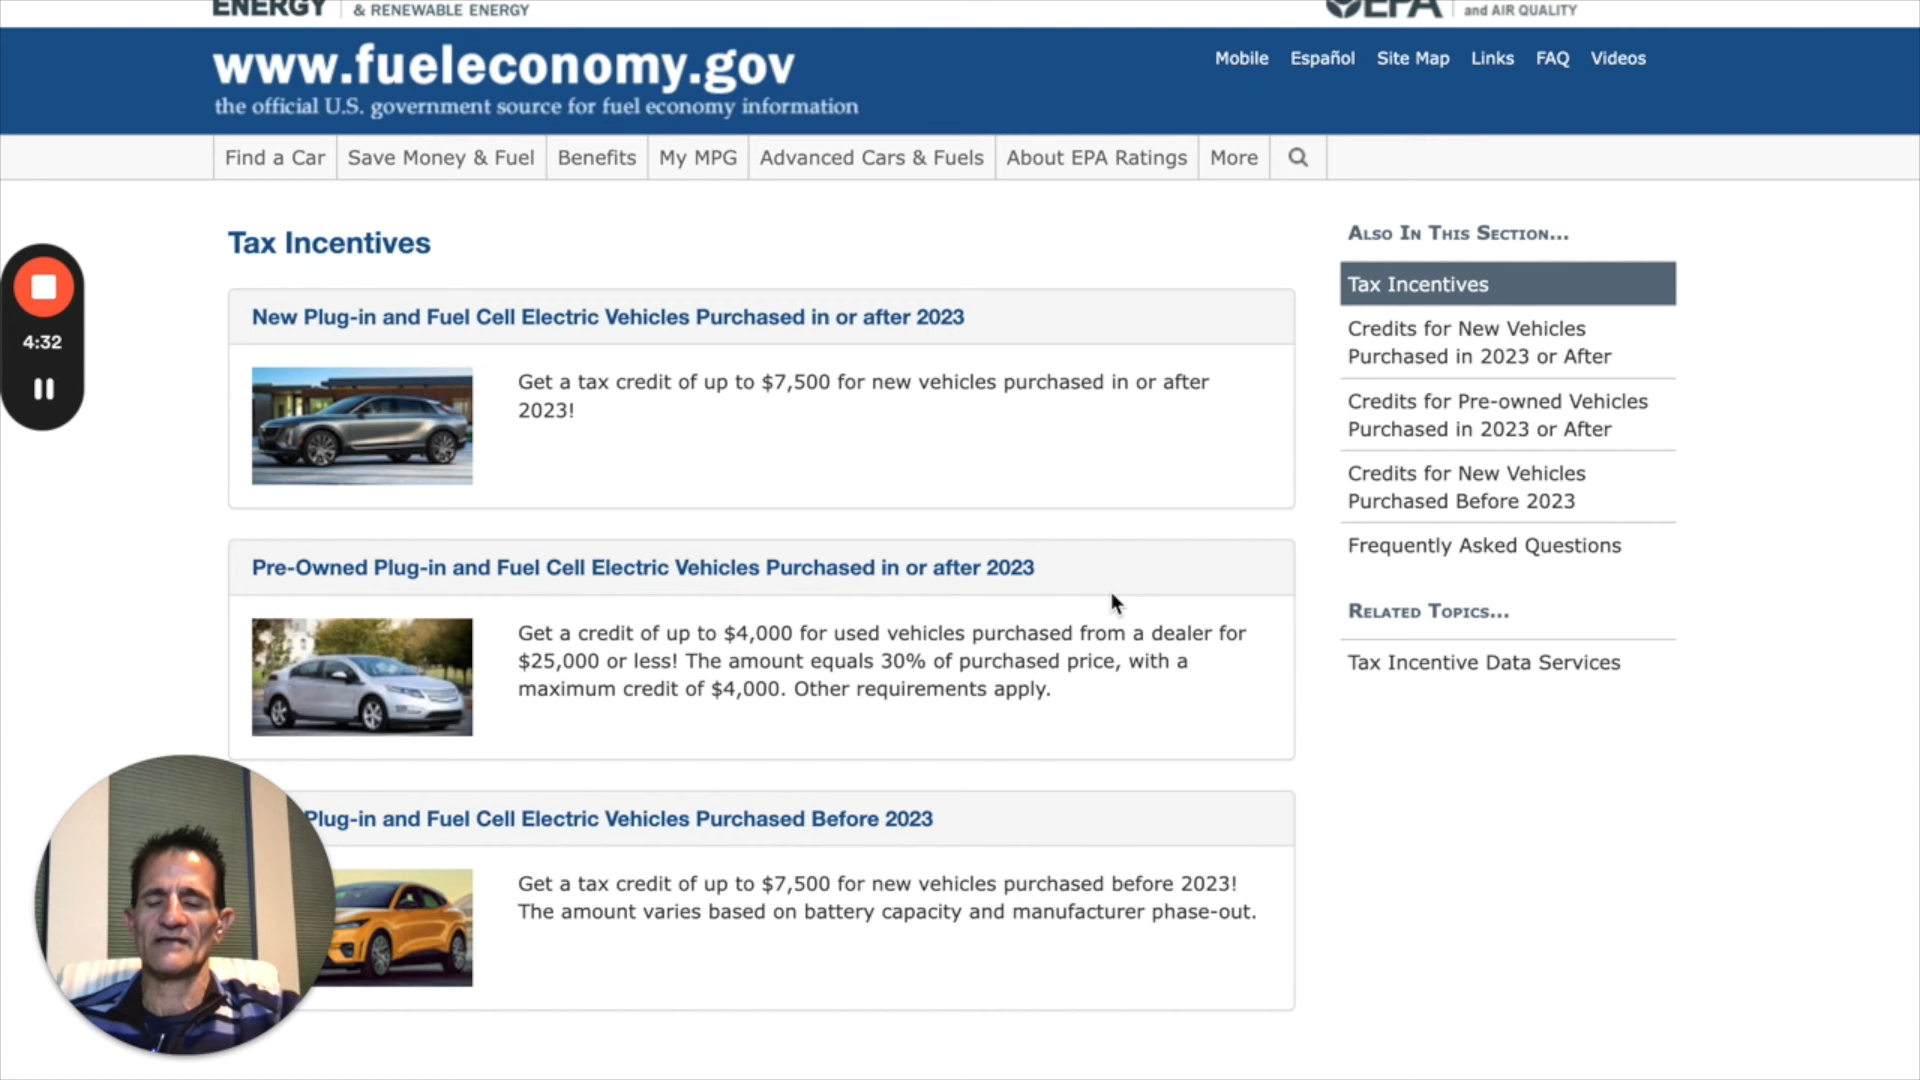 ENERGY
& RENEWABLE ENERGY
EPA
and AIR QUALITY
www.fueleconomy.gov
the official U.S. government source for fuel economy information
Mobile Español Site Map Links FAQ Videos
Find a Car Save Money & Fuel Benefits My MPG Advanced Cars & Fuels About EPA Ratings More
Tax Incentives
New Plug-in and Fuel Cell Electric Vehicles Purchased in or after 2023
Get a tax credit of up to $7,500 for new vehicles purchased in or after
2023!
Pre-Owned Plug-in and Fuel Cell Electric Vehicles Purchased in or after 2023
Get a credit of up to $4,000 for used vehicles purchased from a dealer for
$25,000 or less! The amount equals 30% of purchased price, with a
maximum credit of $4,000. Other requirements apply.
Plug-in and Fuel Cell Electric Vehicles Purchased Before 2023
Get a tax credit of up to $7,500 for new vehicles purchased before 2023!
The amount varies based on battery capacity and manufacturer phase-out.
Also In This Section...
Tax Incentives
Credits for New Vehicles
Purchased in 2023 or After
Credits for Pre-owned Vehicles
Purchased in 2023 or After
Credits for New Vehicles
Purchased Before 2023
Frequently Asked Questions
Related Topics...
Tax Incentive Data Services
4:32